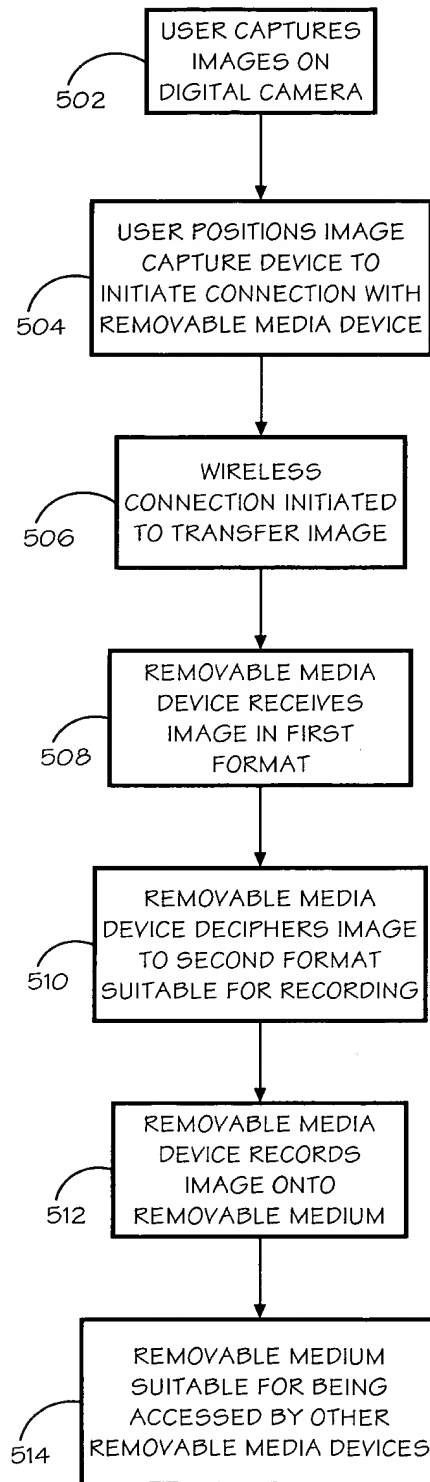 USER CAPTURES
IMAGES ON
DIGITAL CAMERA
502
USER POSITIONS IMAGE
CAPTURE DEVICE TO
INITIATE CONNECTION WITH
REMOVABLE MEDIA DEVICE
504
WIRELESS
CONNECTION INITIATED
TO TRANSFER IMAGE
506
REMOVABLE MEDIA
DEVICE RECEIVES
IMAGE IN FIRST
FORMAT
508
REMOVABLE MEDIA
DEVICE DECIPHERS IMAGE
TO SECOND FORMAT
SUITABLE FOR RECORDING
510
REMOVABLE MEDIA
DEVICE RECORDS
IMAGE ONTO
REMOVABLE MEDIUM
512
REMOVABLE MEDIUM
SUITABLE FOR BEING
ACCESSED BY OTHER
REMOVABLE MEDIA DEVICES
514